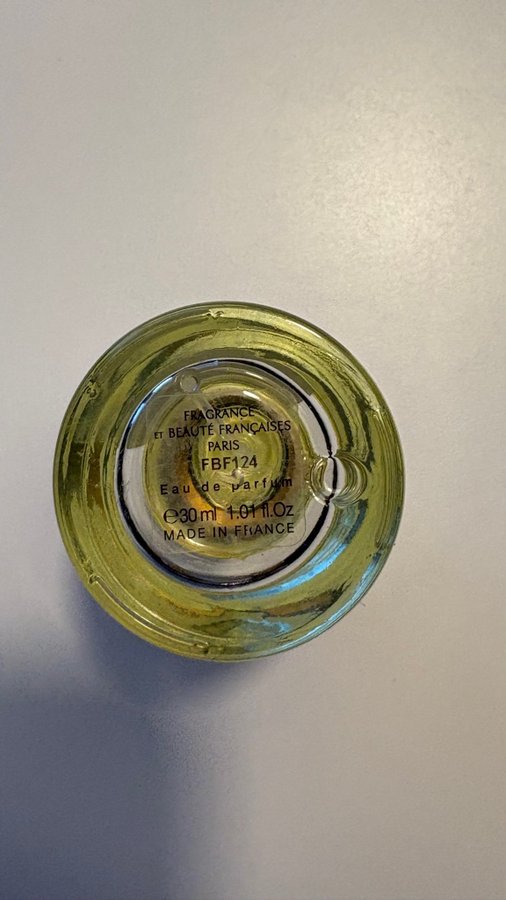 FRAGRANCE
ET BEAUTÉ FRANÇAISES
PARIS
FBF124
Eau de parfum
℮30 ml 1.01 fl.Oz
MADE IN FRANCE